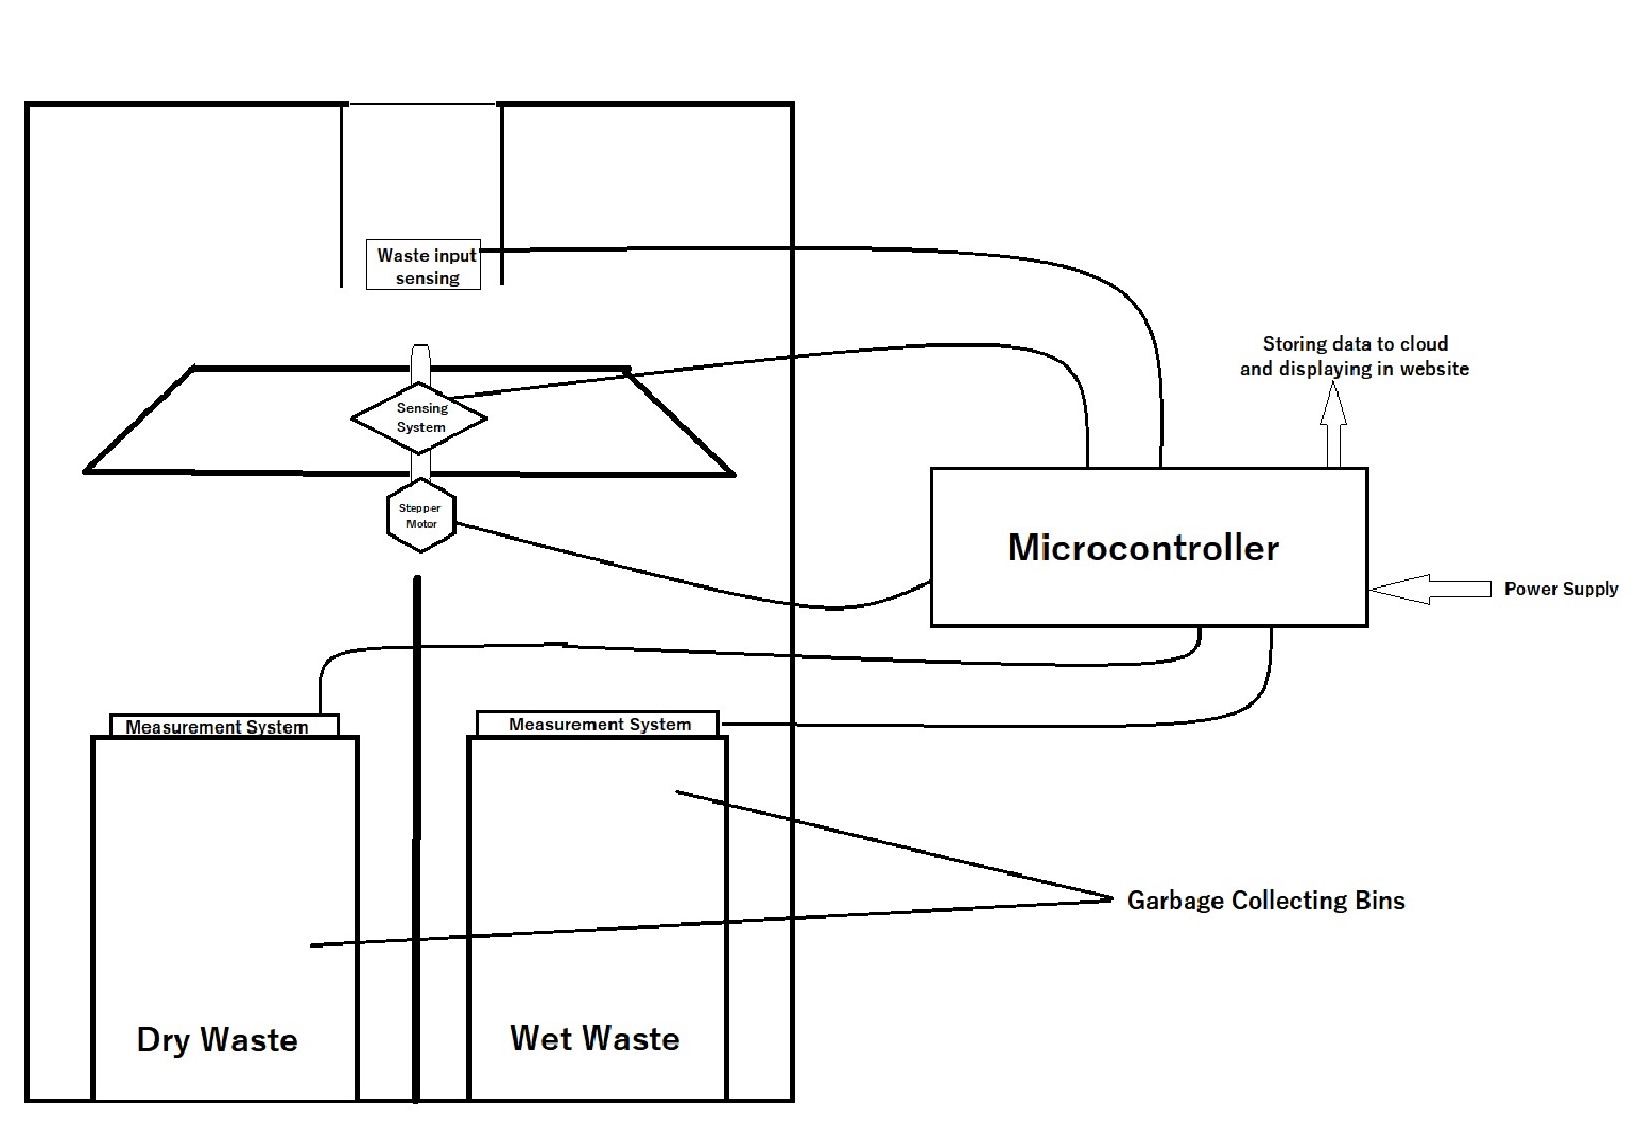 Waste input
sensing
Storing data to cloud
and displaying in website
Sensing
System
Stepper
Motor
Microcontroller
Power Supply
Measurement System
Measurement System
Garbage Collecting Bins
Dry Waste
Wet Waste